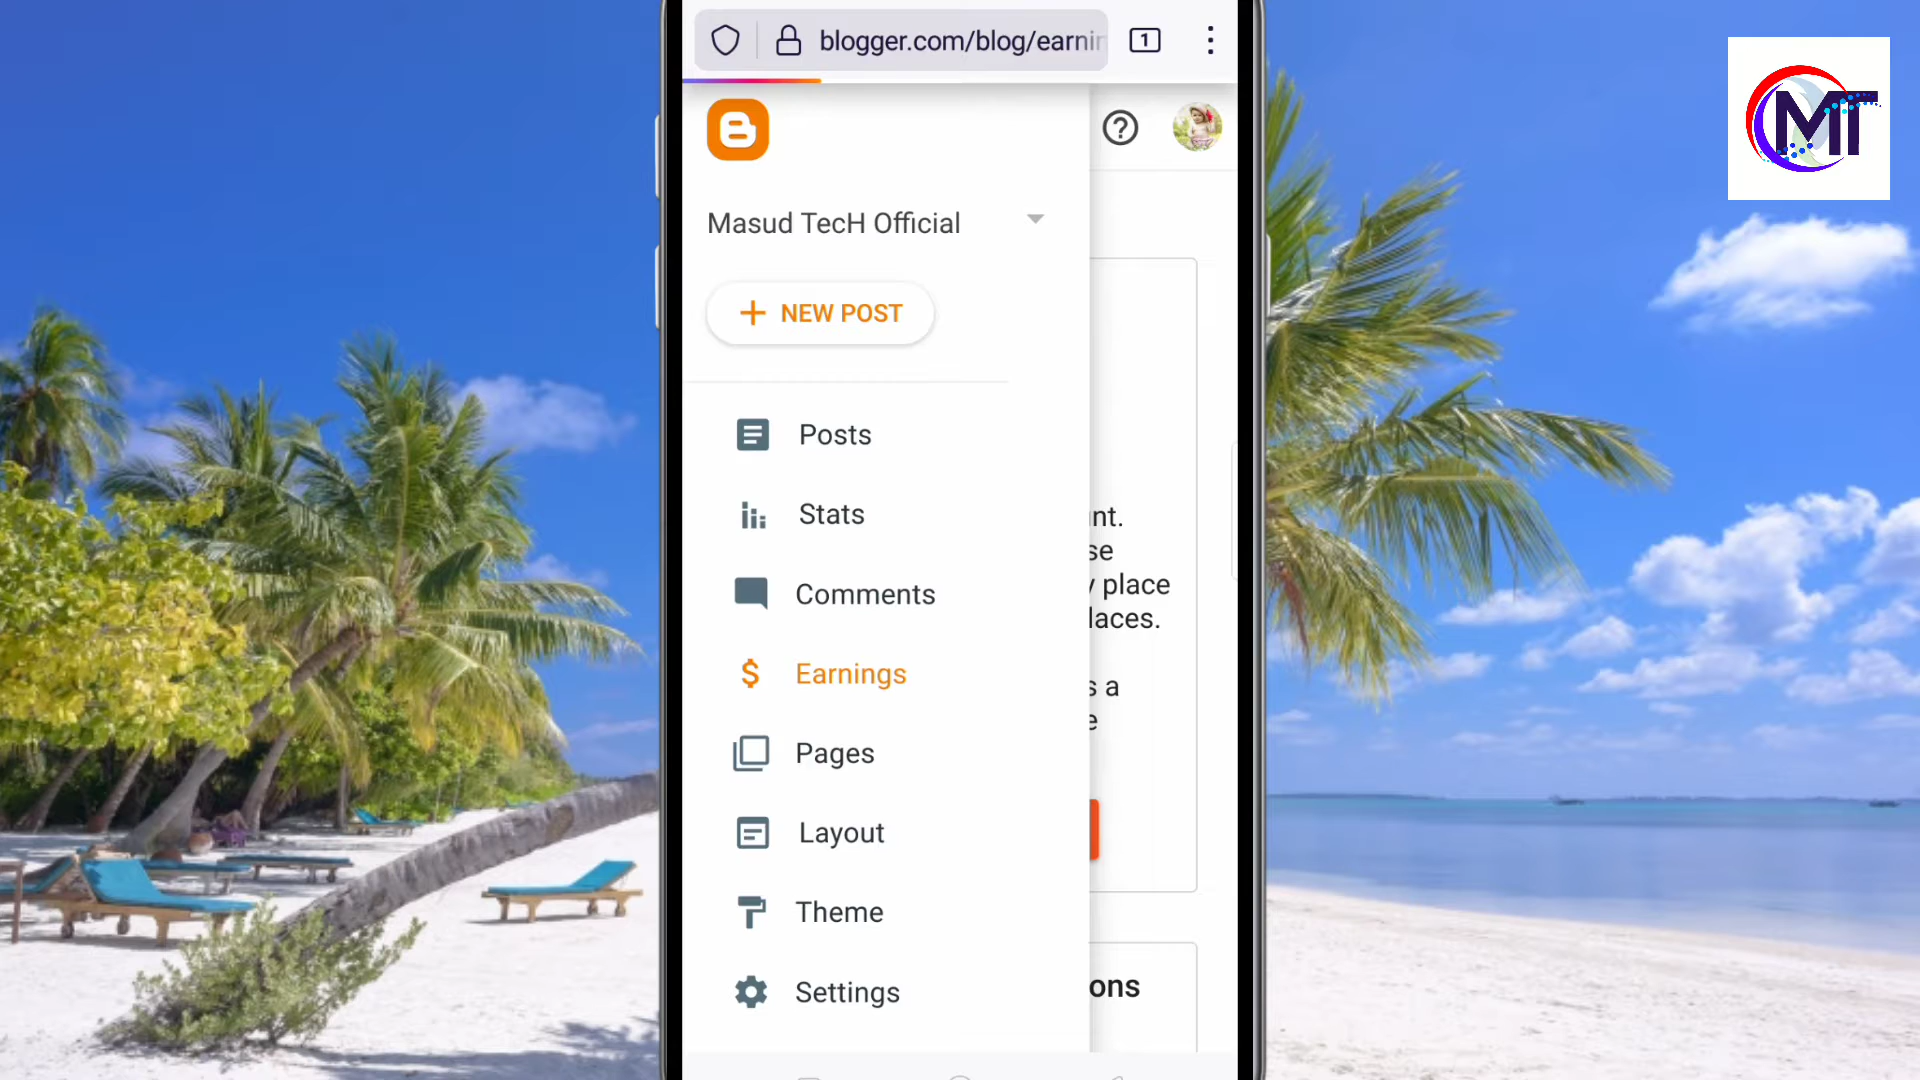 blogger.com/blog/earnin
1
MT
Masud TecH Official
NEW POST
Posts
Stats
Comments
Earnings
Pages
Layout
Theme
Settings
nt.
se
place
laces.
s a
e
ons